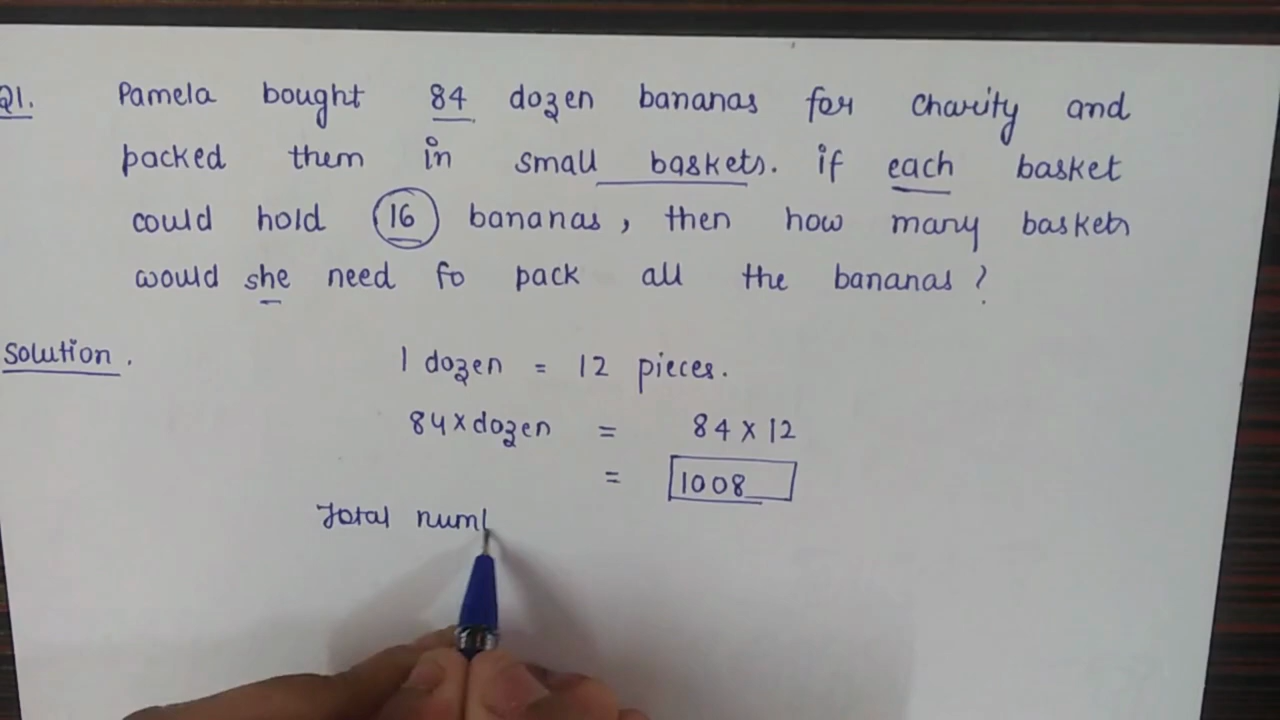 Q1. Pamela bought 84 dozen bananas for charity and
packed them in small baskets. if each basket
could hold 16 bananas, then how many baskets
would she need to pack all the bananas?
Solution.
1 dozen = 12 pieces.
84 x dozen = 84 x 12
= 1008
Total num